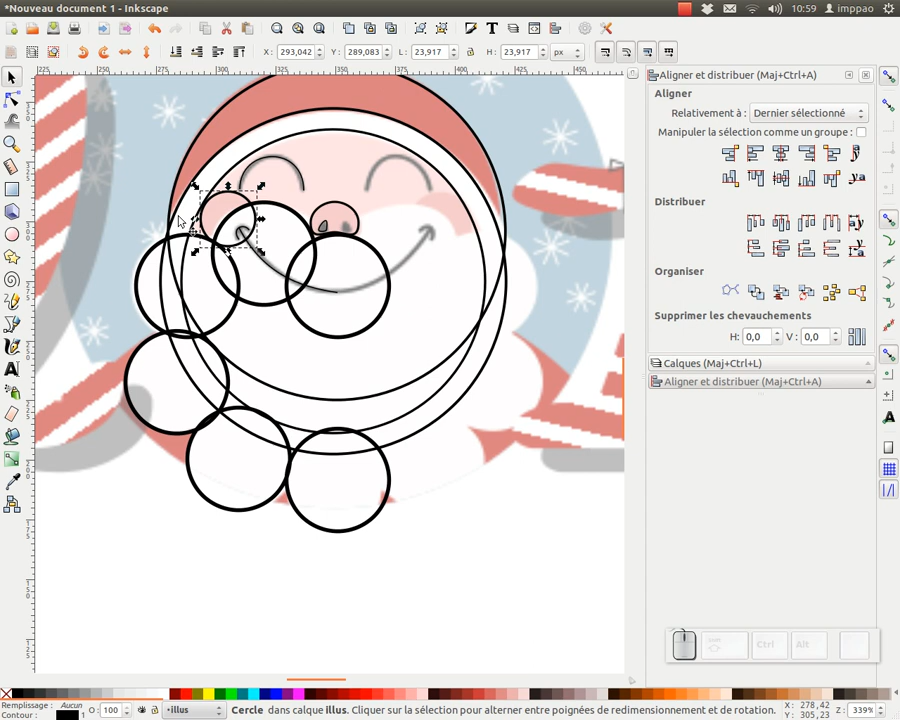 *Nouveau document 1 - Inkscape
10:59 imppao
X : 293,042 Y : 289,083 L : 23,917 H : 23,917 px
225 250 275 300 325 350 375 400 425 450
Aligner et distribuer (Maj+Ctrl+A)
Aligner
Relativement à : Dernier sélectionné
Manipuler la sélection comme un groupe :
Distribuer
Organiser
Supprimer les chevauchements
H: 0,0 V : 0,0
Calques (Maj+Ctrl+L)
Aligner et distribuer (Maj+Ctrl+A)
Ctrl Alt
Remplissage : Aucun
Contour : 1
O : 100
•illus
Cercle dans calque illus. Cliquer sur la sélection pour alterner entre poignées de redimensionnement et de rotation.
X : 278,42
Y : 305,23
Z : 339%